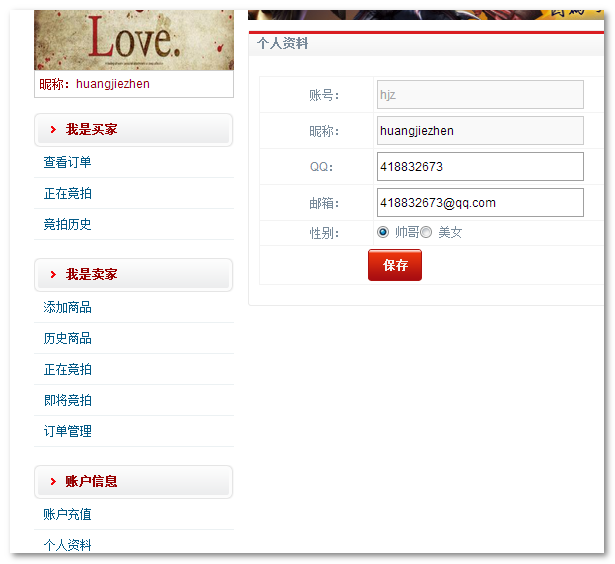 Love.
昵称：huangjiezhen
我是买家
查看订单
正在竟拍
竟拍历史
我是卖家
添加商品
历史商品
正在竟拍
即将竟拍
订单管理
账户信息
账户充值
个人资料
个人资料
账号： hjz
昵称： huangjiezhen
QQ： 418832673
邮箱： 418832673@qq.com
性别： 帅哥 美女
保存